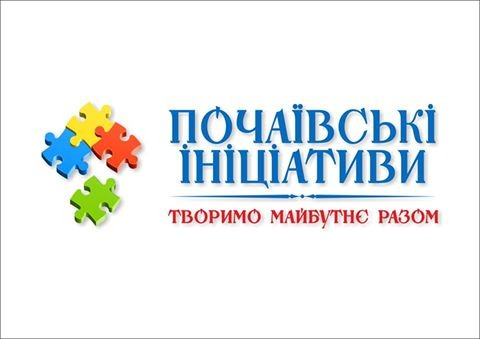 ПОЧАЇВСЬКІ
ІНІЦІАТИВИ
ТВОРИМО МАЙБУТНЄ РАЗОМ